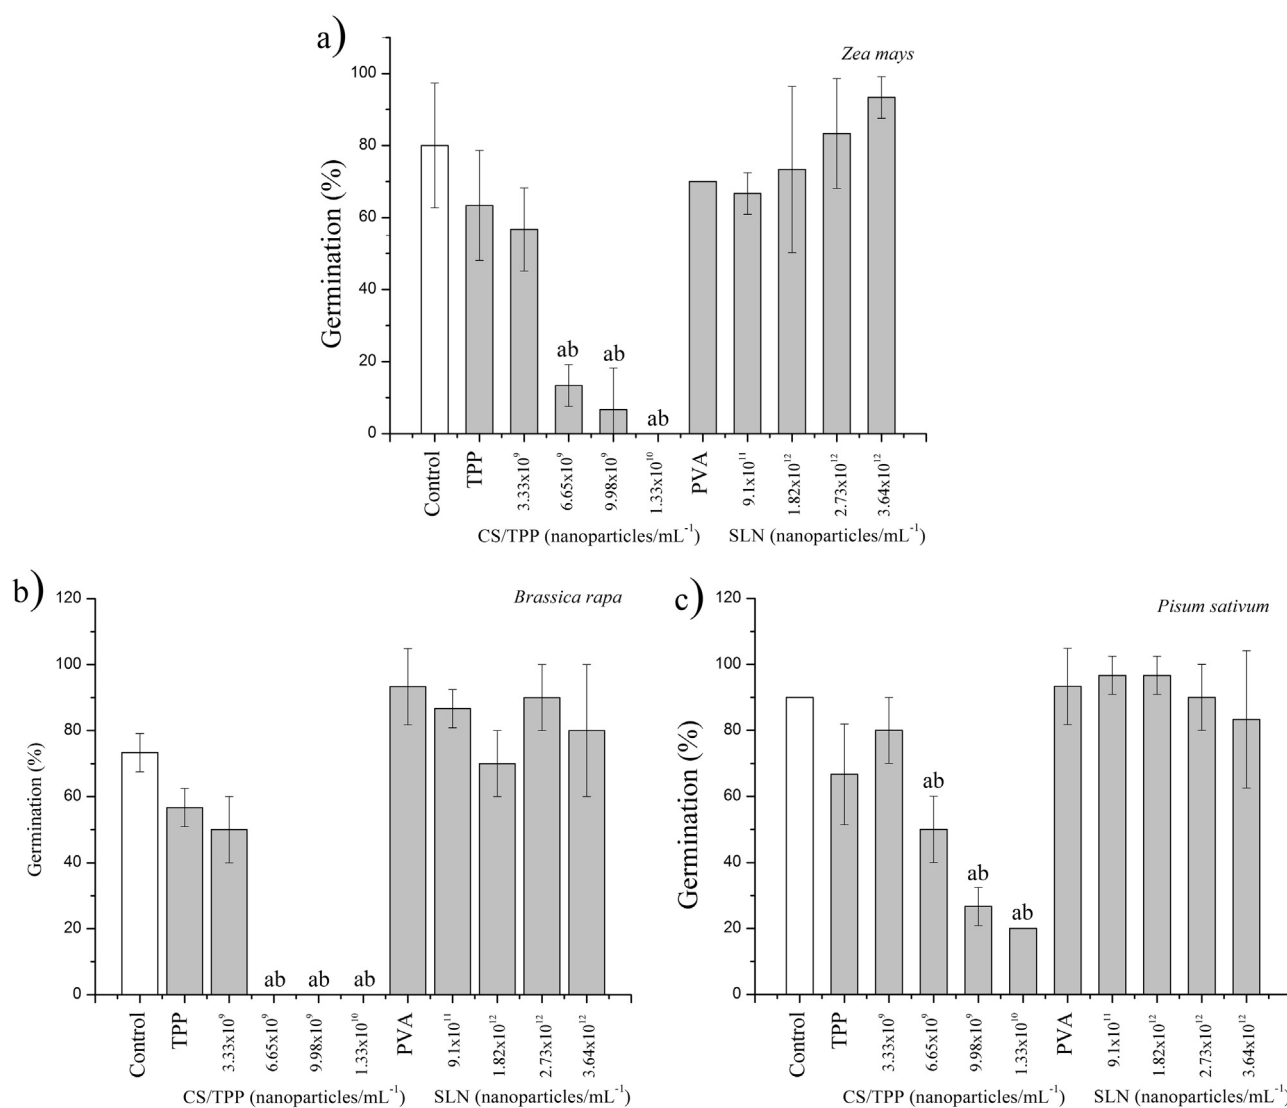 a)
Zea mays
Germination (%)
100
80
60
40
20
0
ab
ab
ab
Control
TPP
3.33x10⁹
6.65x10⁹
9.98x10⁹
1.33x10¹⁰
PVA
9.1x10¹¹
1.82x10¹²
2.73x10¹²
3.64x10¹²
CS/TPP (nanoparticles/mL⁻¹)
SLN (nanoparticles/mL⁻¹)
b)
Brassica rapa
Germination (%)
120
100
80
60
40
20
0
ab
ab
ab
Control
TPP
3.33x10⁹
6.65x10⁹
9.98x10⁹
1.33x10¹⁰
PVA
9.1x10¹¹
1.82x10¹²
2.73x10¹²
3.64x10¹²
CS/TPP (nanoparticles/mL⁻¹)
SLN (nanoparticles/mL⁻¹)
c)
Pisum sativum
Germination (%)
120
100
80
60
40
20
0
ab
ab
ab
Control
TPP
3.33x10⁹
6.65x10⁹
9.98x10⁹
1.33x10¹⁰
PVA
9.1x10¹¹
1.82x10¹²
2.73x10¹²
3.64x10¹²
CS/TPP (nanoparticles/mL⁻¹)
SLN (nanoparticles/mL⁻¹)